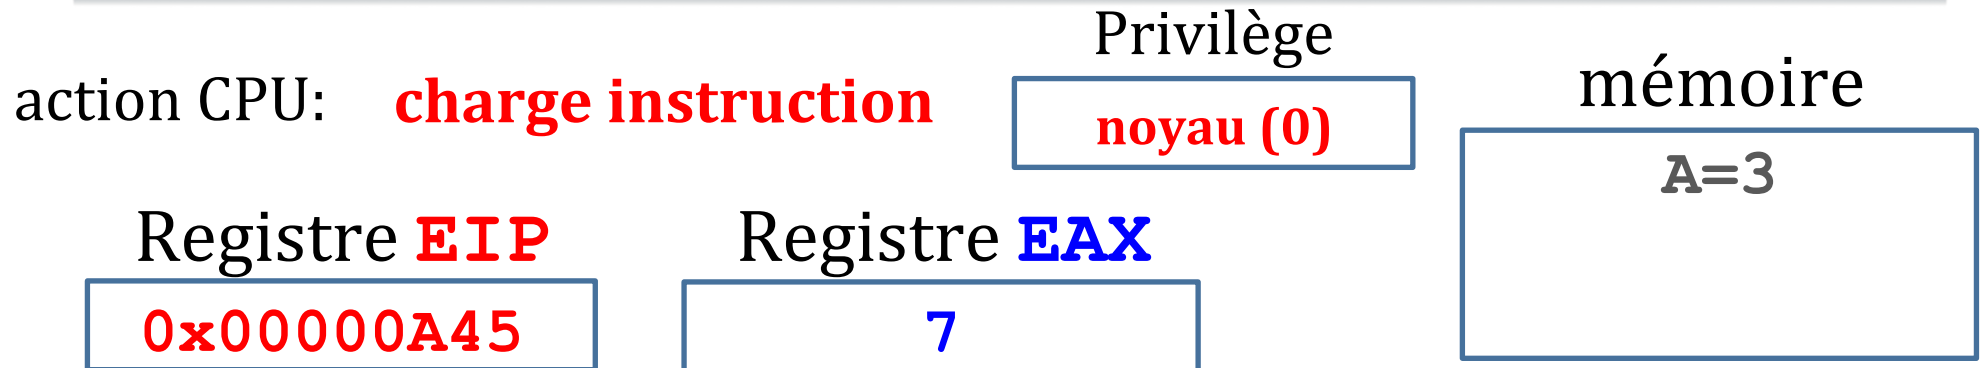 Privilège
action CPU: charge instruction
noyau (0)
mémoire
A=3
Registre EIP
Registre EAX
0x00000A45
7